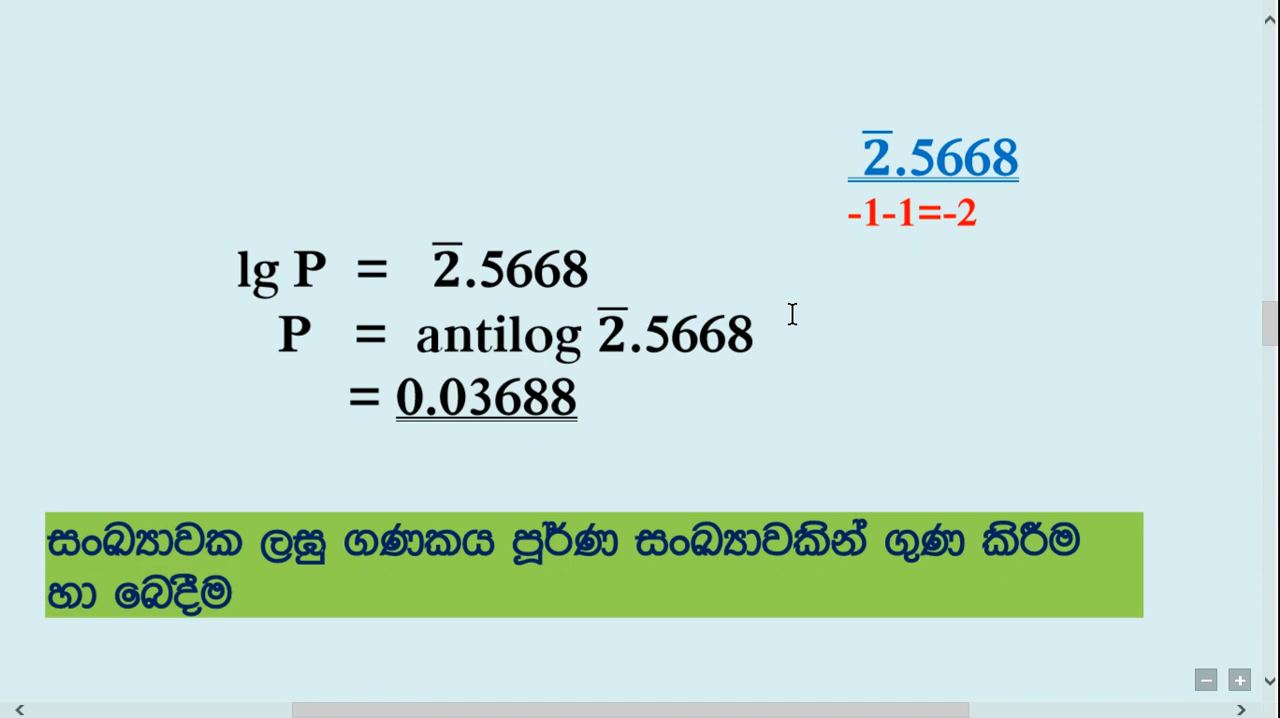 2̅.5668
-1-1=-2
lg P = 2̅.5668
P = antilog 2̅.5668
= 0.03688
සංඛ්‍යාවක ලඝු ගණකය පූර්ණ සංඛ්‍යාවකින් ගුණ කිරීම
හා බෙදීම